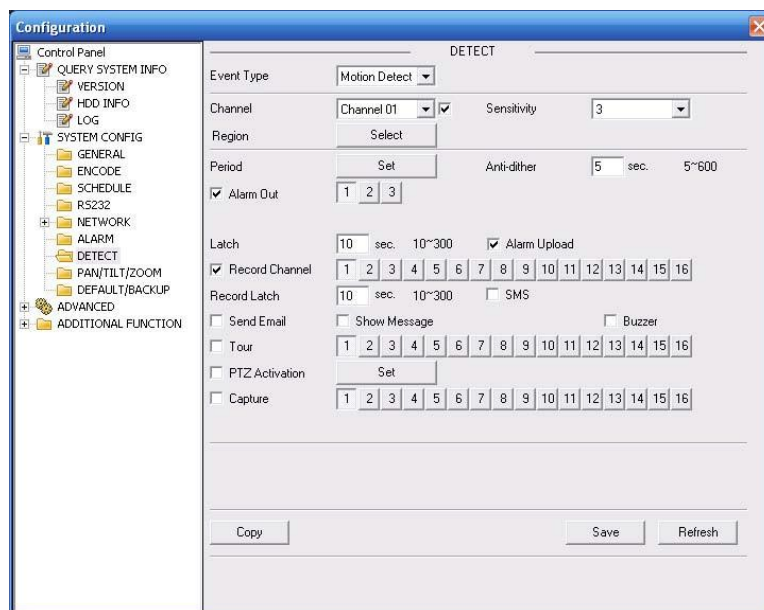 Configuration
Control Panel
QUERY SYSTEM INFO
VERSION
HDD INFO
LOG
SYSTEM CONFIG
GENERAL
ENCODE
SCHEDULE
RS232
NETWORK
ALARM
DETECT
PAN/TILT/ZOOM
DEFAULT/BACKUP
ADVANCED
ADDITIONAL FUNCTION
DETECT
Event Type Motion Detect
Channel Channel 01 Sensitivity 3
Region Select
Period Set Anti-dither 5 sec. 5~600
Alarm Out 1 2 3
Latch 10 sec. 10~300 Alarm Upload
Record Channel 1 2 3 4 5 6 7 8 9 10 11 12 13 14 15 16
Record Latch 10 sec. 10~300 SMS
Send Email Show Message Buzzer
Tour 1 2 3 4 5 6 7 8 9 10 11 12 13 14 15 16
PTZ Activation Set
Capture 1 2 3 4 5 6 7 8 9 10 11 12 13 14 15 16
Copy Save Refresh